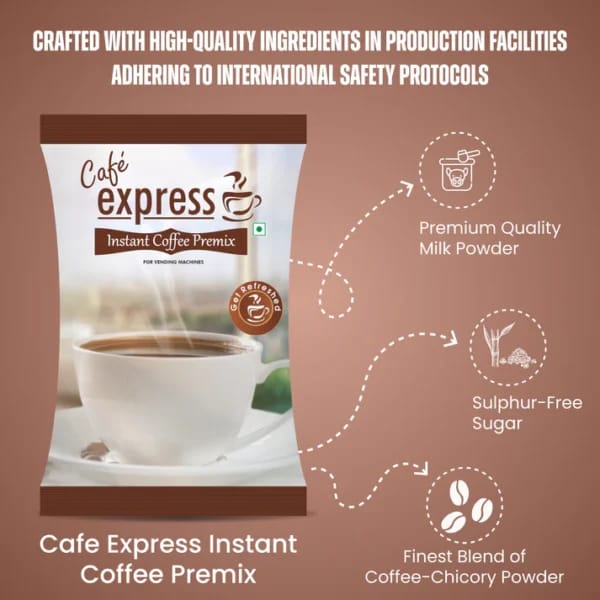 CRAFTED WITH HIGH-QUALITY INGREDIENTS IN PRODUCTION FACILITIES
ADHERING TO INTERNATIONAL SAFETY PROTOCOLS
Café
express
Instant Coffee Premix
FOR VENDING MACHINES
Get Refreshed
Premium Quality
Milk Powder
Sulphur-Free
Sugar
Finest Blend of
Coffee-Chicory Powder
Cafe Express Instant
Coffee Premix